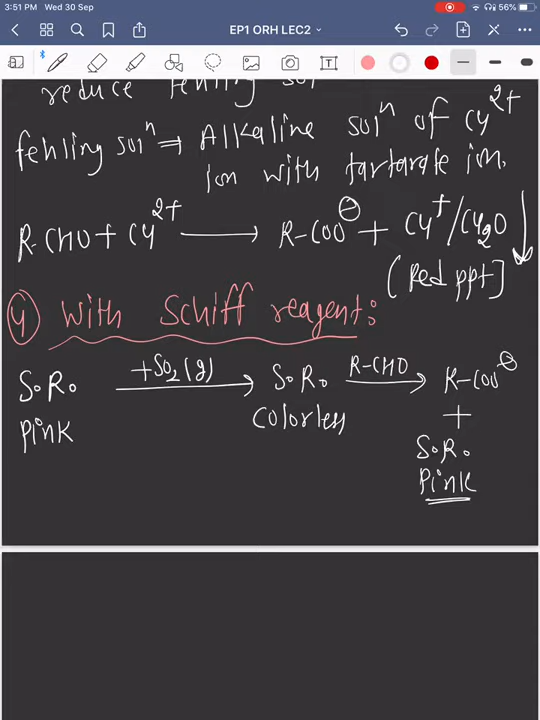 3:51 PM Wed 30 Sep
56%
EP1 ORH LEC2
reduce fehling solⁿ
fehling solⁿ ⇒ Alkaline solⁿ of Cu²⁺
ion with tartarate ion.
R-CHO + Cu²⁺ → R-COO⊖ + Cu⁺/Cu₂O ↓
(Red ppt)
4 With Schiff reagent:
S.R. +SO₂(g) → S.R. R-CHO → R-COO⊖
Pink Colorless +
S.R.
Pink